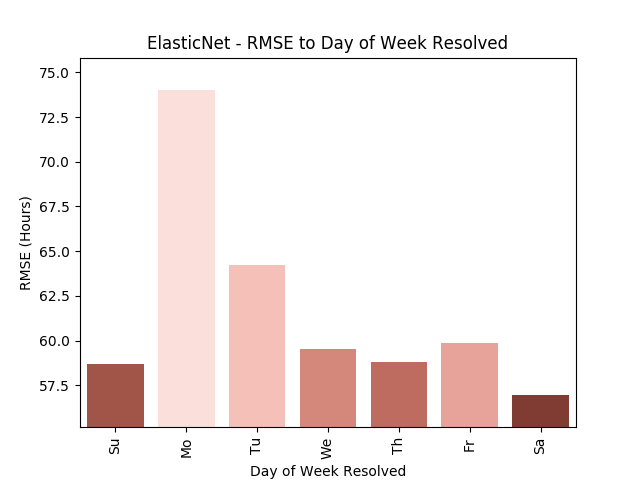 ElasticNet - RMSE to Day of Week Resolved
75.0
72.5
70.0
67.5
65.0
62.5
60.0
57.5
RMSE (Hours)
Su
Mo
Tu
We
Th
Fr
Sa
Day of Week Resolved